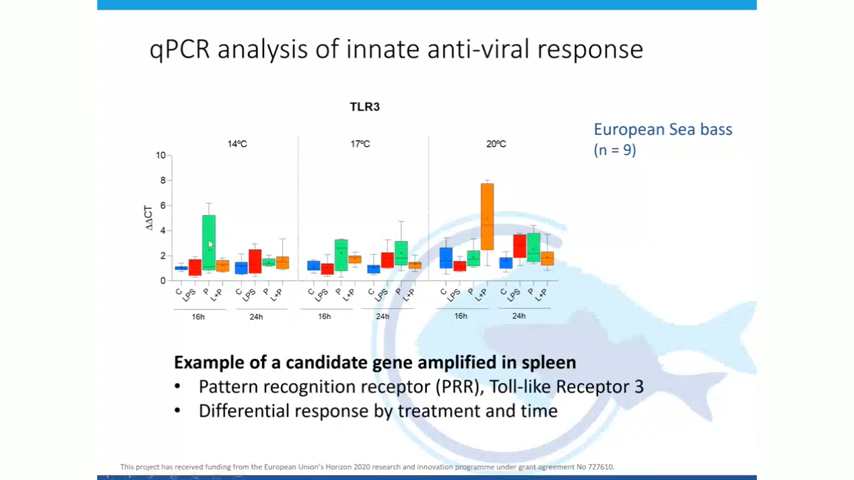 qPCR analysis of innate anti-viral response
TLR3
European Sea bass
(n = 9)
14ºC 17ºC 20ºC
10
8
6
4
2
0
ΔΔCT
C LPS P L+P C LPS P L+P C LPS P L+P C LPS P L+P C LPS P L+P C LPS P L+P
16h 24h 16h 24h 16h 24h
Example of a candidate gene amplified in spleen
• Pattern recognition receptor (PRR), Toll-like Receptor 3
• Differential response by treatment and time
This project has received funding from the European Union's Horizon 2020 research and innovation programme under grant agreement No 727610.